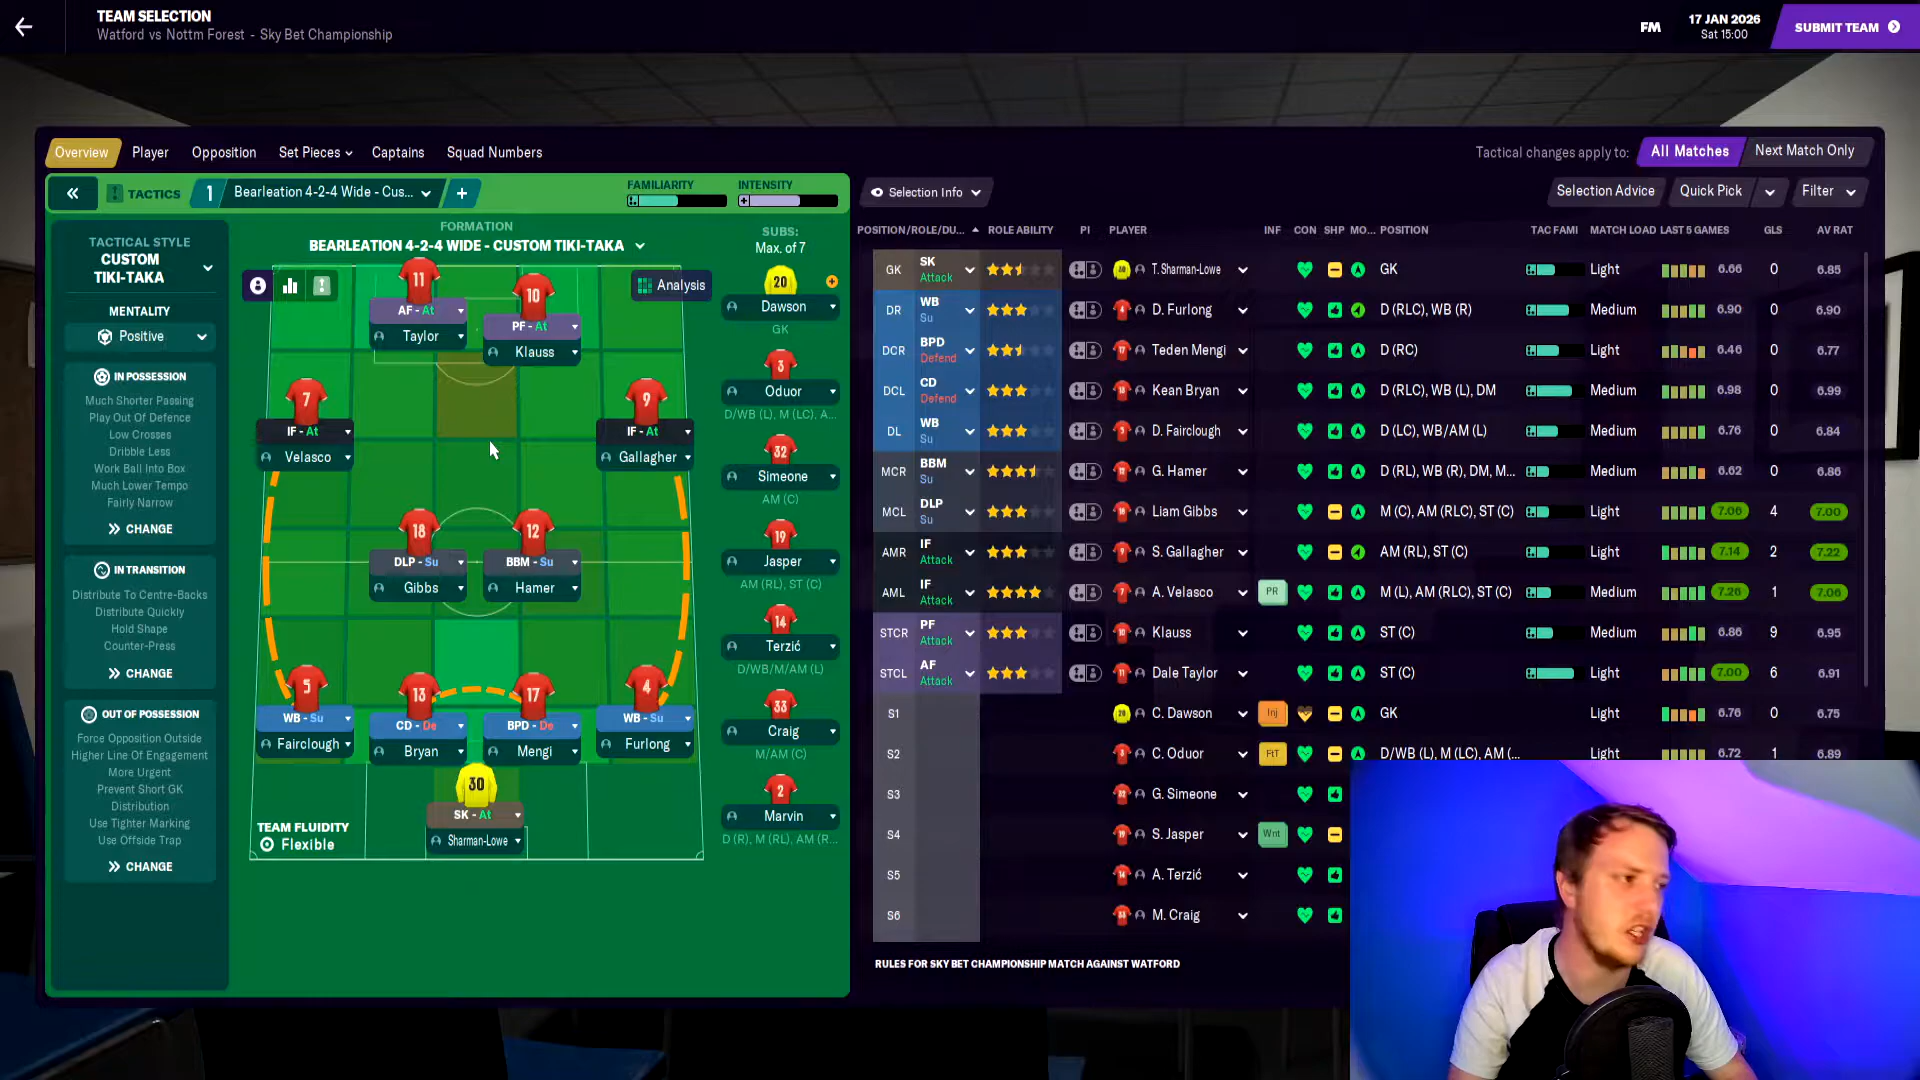 TEAM SELECTION
Watford vs Nottm Forest - Sky Bet Championship
FM
17 JAN 2026
Sat 15:00
SUBMIT TEAM
Overview
Player
Opposition
Set Pieces
Captains
Squad Numbers
Tactical changes apply to:
All Matches
Next Match Only
TACTICS
1
Bearleation 4-2-4 Wide - Cus...
+
FAMILIARITY
INTENSITY
Selection Info
Selection Advice
Quick Pick
Filter
TACTICAL STYLE
CUSTOM
TIKI-TAKA
MENTALITY
Positive
IN POSSESSION
Much Shorter Passing
Play Out Of Defence
Low Crosses
Dribble Less
Work Ball Into Box
Much Lower Tempo
Fairly Narrow
CHANGE
IN TRANSITION
Distribute To Centre-Backs
Distribute Quickly
Hold Shape
Counter-Press
CHANGE
OUT OF POSSESSION
Force Opposition Outside
Higher Line Of Engagement
More Urgent
Prevent Short GK
Distribution
Use Tighter Marking
Use Offside Trap
CHANGE
FORMATION
BEARLEATION 4-2-4 WIDE - CUSTOM TIKI-TAKA
Analysis
11
AF - At
Taylor
10
PF - At
Klauss
7
IF - At
Velasco
9
IF - At
Gallagher
18
DLP - Su
Gibbs
12
BBM - Su
Hamer
5
WB - Su
Fairclough
13
CD - De
Bryan
17
BPD - De
Mengi
4
WB - Su
Furlong
30
SK - At
Sharman-Lowe
TEAM FLUIDITY
Flexible
SUBS:
Max. of 7
20
Dawson
GK
3
Oduor
D/WB (L), M (LC), A...
32
Simeone
AM (C)
19
Jasper
AM (RL), ST (C)
14
Terzić
D/WB/M/AM (L)
33
Craig
M/AM (C)
2
Marvin
D (R), M (RL), AM (R...
POSITION/ROLE/DU... ROLE ABILITY PI PLAYER INF CON SHP MO... POSITION TAC FAMI MATCH LOAD LAST 5 GAMES GLS AV RAT
GK SK Attack T. Sharman-Lowe GK Light 6.66 0 6.85
DR WB Su D. Furlong D (RLC), WB (R) Medium 6.90 0 6.90
DCR BPD Defend Teden Mengi D (RC) Light 6.46 0 6.77
DCL CD Defend Kean Bryan D (RLC), WB (L), DM Medium 6.98 0 6.99
DL WB Su D. Fairclough D (LC), WB/AM (L) Medium 6.76 0 6.84
MCR BBM Su G. Hamer D (RL), WB (R), DM, M... Medium 6.62 0 6.86
MCL DLP Su Liam Gibbs M (C), AM (RLC), ST (C) Light 7.06 4 7.00
AMR IF Attack S. Gallagher AM (RL), ST (C) Light 7.14 2 7.22
AML IF Attack A. Velasco PR M (L), AM (RLC), ST (C) Medium 7.26 1 7.06
STCR PF Attack Klauss ST (C) Medium 6.86 9 6.95
STCL AF Attack Dale Taylor ST (C) Light 7.00 6 6.91
S1 C. Dawson Inj GK Light 6.76 0 6.75
S2 C. Oduor FtT D/WB (L), M (LC), AM (... Light 6.72 1 6.89
S3 G. Simeone
S4 S. Jasper Wnt
S5 A. Terzić
S6 M. Craig
RULES FOR SKY BET CHAMPIONSHIP MATCH AGAINST WATFORD